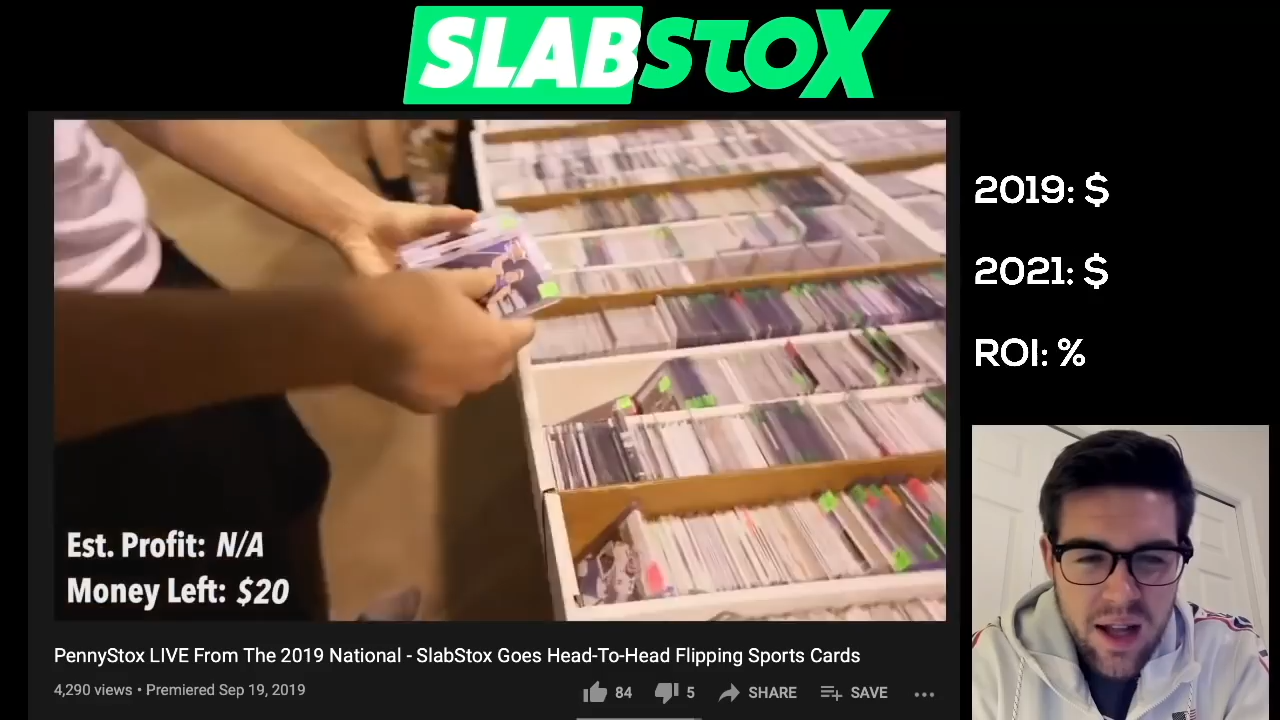 SLABSTOX
2019: $
2021: $
ROI: %
Est. Profit: N/A
Money Left: $20
PennyStox LIVE From The 2019 National - SlabStox Goes Head-To-Head Flipping Sports Cards
4,290 views • Premiered Sep 19, 2019
84
5
SHARE
SAVE